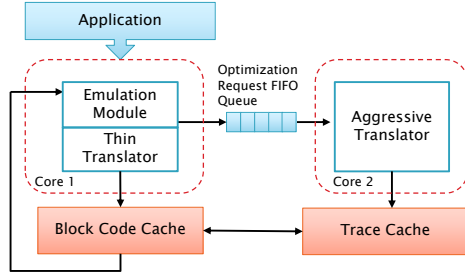 Application
Optimization
Request FIFO
Queue
Emulation
Module
Thin
Translator
Core 1
Aggressive
Translator
Core 2
Block Code Cache
Trace Cache